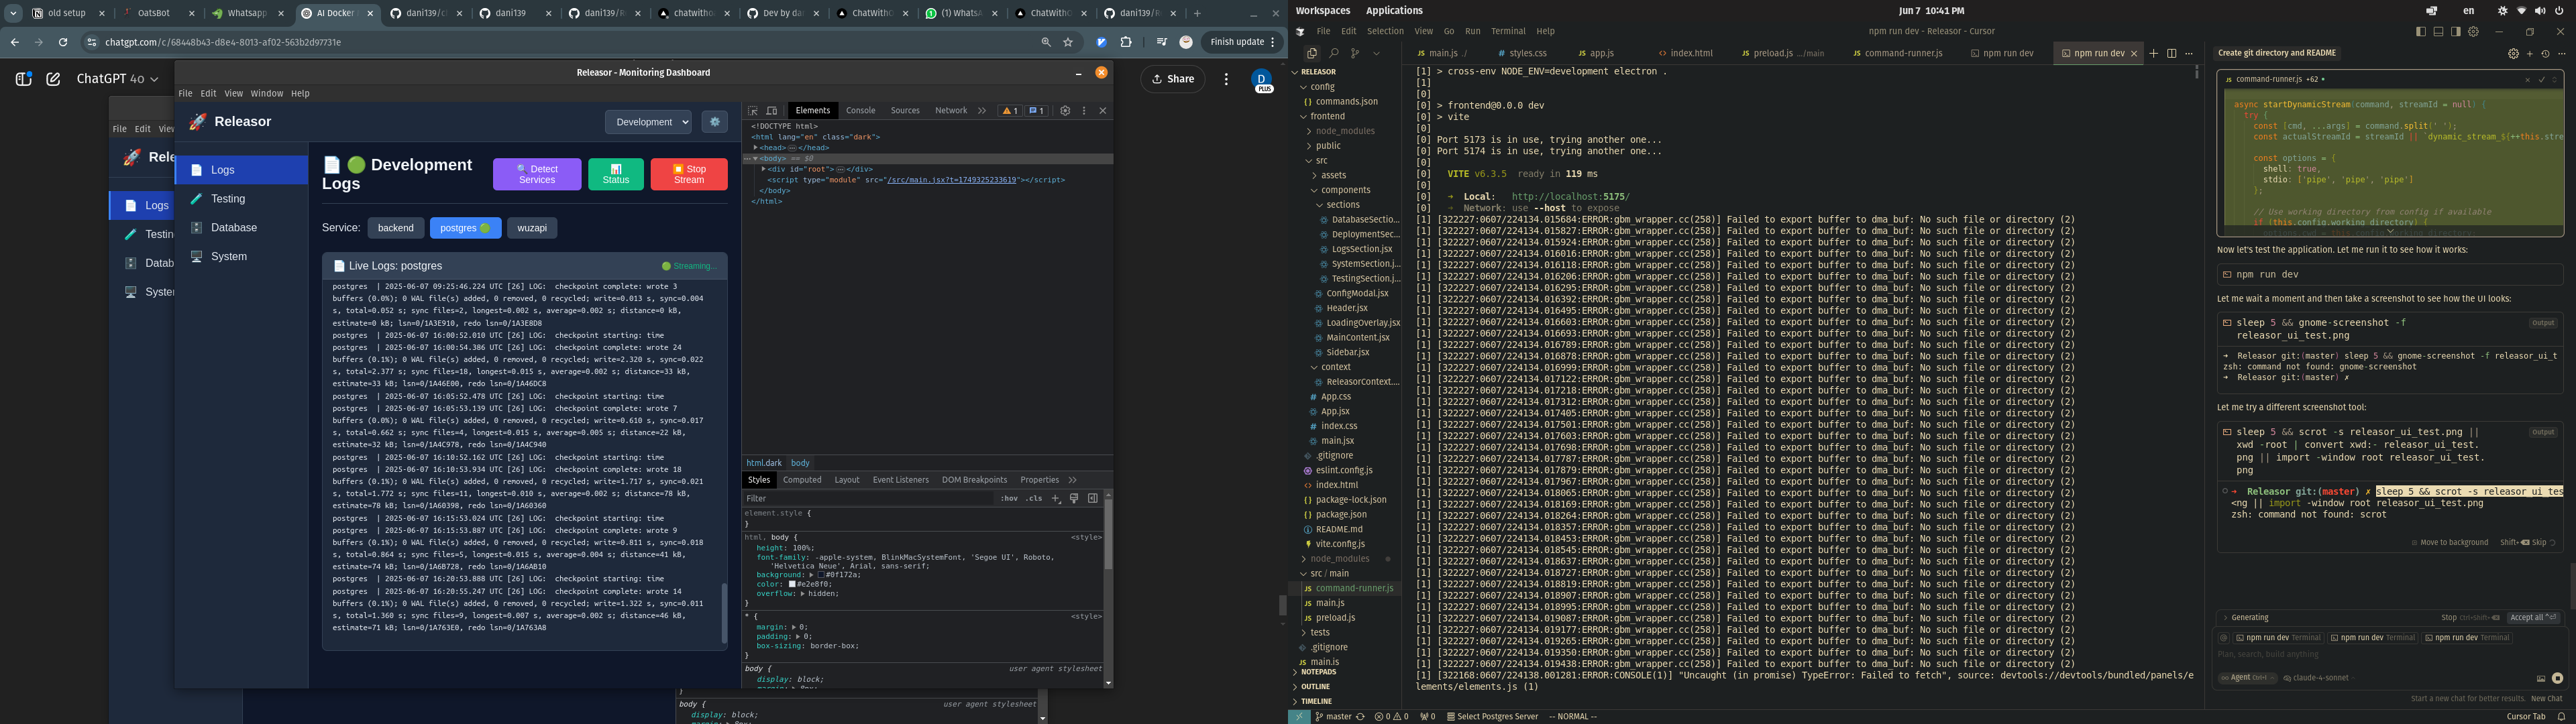 old setup
OatsBot
Whatsapp
AI Docker
dani139/c
dani139
dani139/R
chatwitho
Dev by da
ChatWithO
(1) WhatsA
ChatWithG
dani139/R
chatgpt.com/c/68448b43-d8e4-8013-af02-563b2d97731e
Finish update
ChatGPT 4o
Share
D
PLUS
File Edit View
Logs
Releasor - Monitoring Dashboard
File Edit View Window Help
Releasor
Development
Logs
Testing
Database
System
Development Logs
Detect Services
Status
Stop Stream
Service:
backend
postgres
wuzapi
Live Logs: postgres
Streaming...
postgres | 2025-06-07 09:25:46.224 UTC [26] LOG: checkpoint complete: wrote 3
buffers (0.0%); 0 WAL file(s) added, 0 removed, 0 recycled; write=0.013 s, sync=0.004
s, total=0.052 s; sync files=2, longest=0.002 s, average=0.002 s; distance=0 kB,
estimate=0 kB; lsn=0/1A3E910, redo lsn=0/1A3E8D8
postgres | 2025-06-07 16:00:52.010 UTC [26] LOG: checkpoint starting: time
postgres | 2025-06-07 16:00:54.386 UTC [26] LOG: checkpoint complete: wrote 24
buffers (0.1%); 0 WAL file(s) added, 0 removed, 0 recycled; write=2.320 s, sync=0.022
s, total=2.377 s; sync files=18, longest=0.015 s, average=0.002 s; distance=33 kB,
estimate=33 kB; lsn=0/1A46E00, redo lsn=0/1A46DC8
postgres | 2025-06-07 16:05:52.478 UTC [26] LOG: checkpoint starting: time
postgres | 2025-06-07 16:05:53.139 UTC [26] LOG: checkpoint complete: wrote 7
buffers (0.0%); 0 WAL file(s) added, 0 removed, 0 recycled; write=0.610 s, sync=0.017
s, total=0.662 s; sync files=4, longest=0.015 s, average=0.005 s; distance=22 kB,
estimate=32 kB; lsn=0/1A4C978, redo lsn=0/1A4C940
postgres | 2025-06-07 16:10:52.162 UTC [26] LOG: checkpoint starting: time
postgres | 2025-06-07 16:10:53.934 UTC [26] LOG: checkpoint complete: wrote 18
buffers (0.1%); 0 WAL file(s) added, 0 removed, 0 recycled; write=1.717 s, sync=0.021
s, total=1.772 s; sync files=11, longest=0.010 s, average=0.002 s; distance=78 kB,
estimate=78 kB; lsn=0/1A60398, redo lsn=0/1A60360
postgres | 2025-06-07 16:15:53.024 UTC [26] LOG: checkpoint starting: time
postgres | 2025-06-07 16:15:53.887 UTC [26] LOG: checkpoint complete: wrote 9
buffers (0.1%); 0 WAL file(s) added, 0 removed, 0 recycled; write=0.811 s, sync=0.018
s, total=0.864 s; sync files=5, longest=0.015 s, average=0.004 s; distance=41 kB,
estimate=74 kB; lsn=0/1A6B728, redo lsn=0/1A6AB10
postgres | 2025-06-07 16:20:53.888 UTC [26] LOG: checkpoint starting: time
postgres | 2025-06-07 16:20:55.247 UTC [26] LOG: checkpoint complete: wrote 14
buffers (0.1%); 0 WAL file(s) added, 0 removed, 0 recycled; write=1.322 s, sync=0.011
s, total=1.360 s; sync files=9, longest=0.007 s, average=0.002 s; distance=46 kB,
estimate=71 kB; lsn=0/1A763E0, redo lsn=0/1A763A8
Elements Console Sources Network 1 1
<!DOCTYPE html>
<html lang="en" class="dark">
<head> </head>
<body> == $0
<div id="root"> </div>
<script type="module" src="/src/main.jsx?t=1749325233619"></script>
</body>
</html>
html.dark body
Styles Computed Layout Event Listeners DOM Breakpoints Properties
Filter :hov .cls
element.style {
}
html, body { <style>
height: 100%;
font-family: -apple-system, BlinkMacSystemFont, 'Segoe UI', Roboto,
'Helvetica Neue', Arial, sans-serif;
background: #0f172a;
color: #e2e8f0;
overflow: hidden;
}
* { <style>
margin: 0;
padding: 0;
box-sizing: border-box;
}
body { user agent stylesheet
display: block;
}
body { user agent stylesheet
display: block;
Workspaces Applications
Jun 7 10:41 PM
en
File Edit Selection View Go Run Terminal Help
npm run dev - Releasor - Cursor
main.js ./
styles.css
app.js
index.html
preload.js .../main
command-runner.js
npm run dev
npm run dev
RELEASOR
config
commands.json
frontend
node_modules
public
src
assets
components
sections
DatabaseSectio...
DeploymentSec...
LogsSection.jsx
SystemSection.j...
TestingSection.j...
ConfigModal.jsx
Header.jsx
LoadingOverlay.jsx
MainContent.jsx
Sidebar.jsx
context
ReleasorContext....
App.css
App.jsx
index.css
main.jsx
.gitignore
eslint.config.js
index.html
package-lock.json
package.json
README.md
vite.config.js
node_modules
src / main
command-runner.js
main.js
preload.js
tests
.gitignore
main.js
NOTEPADS
OUTLINE
TIMELINE
[1] > cross-env NODE_ENV=development electron .
[1]
[0]
[0] > frontend@0.0.0 dev
[0] > vite
[0]
[0] Port 5173 is in use, trying another one...
[0] Port 5174 is in use, trying another one...
[0]
[0] VITE v6.3.5 ready in 119 ms
[0]
[0] ➜ Local: http://localhost:5175/
[0] ➜ Network: use --host to expose
[1] [322227:0607/224134.015684:ERROR:gbm_wrapper.cc(258)] Failed to export buffer to dma_buf: No such file or directory (2)
[1] [322227:0607/224134.015827:ERROR:gbm_wrapper.cc(258)] Failed to export buffer to dma_buf: No such file or directory (2)
[1] [322227:0607/224134.015924:ERROR:gbm_wrapper.cc(258)] Failed to export buffer to dma_buf: No such file or directory (2)
[1] [322227:0607/224134.016016:ERROR:gbm_wrapper.cc(258)] Failed to export buffer to dma_buf: No such file or directory (2)
[1] [322227:0607/224134.016118:ERROR:gbm_wrapper.cc(258)] Failed to export buffer to dma_buf: No such file or directory (2)
[1] [322227:0607/224134.016206:ERROR:gbm_wrapper.cc(258)] Failed to export buffer to dma_buf: No such file or directory (2)
[1] [322227:0607/224134.016295:ERROR:gbm_wrapper.cc(258)] Failed to export buffer to dma_buf: No such file or directory (2)
[1] [322227:0607/224134.016392:ERROR:gbm_wrapper.cc(258)] Failed to export buffer to dma_buf: No such file or directory (2)
[1] [322227:0607/224134.016495:ERROR:gbm_wrapper.cc(258)] Failed to export buffer to dma_buf: No such file or directory (2)
[1] [322227:0607/224134.016603:ERROR:gbm_wrapper.cc(258)] Failed to export buffer to dma_buf: No such file or directory (2)
[1] [322227:0607/224134.016693:ERROR:gbm_wrapper.cc(258)] Failed to export buffer to dma_buf: No such file or directory (2)
[1] [322227:0607/224134.016789:ERROR:gbm_wrapper.cc(258)] Failed to export buffer to dma_buf: No such file or directory (2)
[1] [322227:0607/224134.016878:ERROR:gbm_wrapper.cc(258)] Failed to export buffer to dma_buf: No such file or directory (2)
[1] [322227:0607/224134.016999:ERROR:gbm_wrapper.cc(258)] Failed to export buffer to dma_buf: No such file or directory (2)
[1] [322227:0607/224134.017122:ERROR:gbm_wrapper.cc(258)] Failed to export buffer to dma_buf: No such file or directory (2)
[1] [322227:0607/224134.017218:ERROR:gbm_wrapper.cc(258)] Failed to export buffer to dma_buf: No such file or directory (2)
[1] [322227:0607/224134.017312:ERROR:gbm_wrapper.cc(258)] Failed to export buffer to dma_buf: No such file or directory (2)
[1] [322227:0607/224134.017405:ERROR:gbm_wrapper.cc(258)] Failed to export buffer to dma_buf: No such file or directory (2)
[1] [322227:0607/224134.017501:ERROR:gbm_wrapper.cc(258)] Failed to export buffer to dma_buf: No such file or directory (2)
[1] [322227:0607/224134.017603:ERROR:gbm_wrapper.cc(258)] Failed to export buffer to dma_buf: No such file or directory (2)
[1] [322227:0607/224134.017698:ERROR:gbm_wrapper.cc(258)] Failed to export buffer to dma_buf: No such file or directory (2)
[1] [322227:0607/224134.017787:ERROR:gbm_wrapper.cc(258)] Failed to export buffer to dma_buf: No such file or directory (2)
[1] [322227:0607/224134.017879:ERROR:gbm_wrapper.cc(258)] Failed to export buffer to dma_buf: No such file or directory (2)
[1] [322227:0607/224134.017967:ERROR:gbm_wrapper.cc(258)] Failed to export buffer to dma_buf: No such file or directory (2)
[1] [322227:0607/224134.018065:ERROR:gbm_wrapper.cc(258)] Failed to export buffer to dma_buf: No such file or directory (2)
[1] [322227:0607/224134.018169:ERROR:gbm_wrapper.cc(258)] Failed to export buffer to dma_buf: No such file or directory (2)
[1] [322227:0607/224134.018264:ERROR:gbm_wrapper.cc(258)] Failed to export buffer to dma_buf: No such file or directory (2)
[1] [322227:0607/224134.018357:ERROR:gbm_wrapper.cc(258)] Failed to export buffer to dma_buf: No such file or directory (2)
[1] [322227:0607/224134.018453:ERROR:gbm_wrapper.cc(258)] Failed to export buffer to dma_buf: No such file or directory (2)
[1] [322227:0607/224134.018545:ERROR:gbm_wrapper.cc(258)] Failed to export buffer to dma_buf: No such file or directory (2)
[1] [322227:0607/224134.018637:ERROR:gbm_wrapper.cc(258)] Failed to export buffer to dma_buf: No such file or directory (2)
[1] [322227:0607/224134.018727:ERROR:gbm_wrapper.cc(258)] Failed to export buffer to dma_buf: No such file or directory (2)
[1] [322227:0607/224134.018819:ERROR:gbm_wrapper.cc(258)] Failed to export buffer to dma_buf: No such file or directory (2)
[1] [322227:0607/224134.018907:ERROR:gbm_wrapper.cc(258)] Failed to export buffer to dma_buf: No such file or directory (2)
[1] [322227:0607/224134.018995:ERROR:gbm_wrapper.cc(258)] Failed to export buffer to dma_buf: No such file or directory (2)
[1] [322227:0607/224134.019087:ERROR:gbm_wrapper.cc(258)] Failed to export buffer to dma_buf: No such file or directory (2)
[1] [322227:0607/224134.019177:ERROR:gbm_wrapper.cc(258)] Failed to export buffer to dma_buf: No such file or directory (2)
[1] [322227:0607/224134.019265:ERROR:gbm_wrapper.cc(258)] Failed to export buffer to dma_buf: No such file or directory (2)
[1] [322227:0607/224134.019350:ERROR:gbm_wrapper.cc(258)] Failed to export buffer to dma_buf: No such file or directory (2)
[1] [322227:0607/224134.019438:ERROR:gbm_wrapper.cc(258)] Failed to export buffer to dma_buf: No such file or directory (2)
[1] [322168:0607/224138.001281:ERROR:CONSOLE(1)] "Uncaught (in promise) TypeError: Failed to fetch", source: devtools://devtools/bundled/panels/e
lements/elements.js (1)
Create git directory and README
command-runner.js +62
async startDynamicStream(command, streamId = null) {
try {
const [cmd, ...args] = command.split(' ');
const actualStreamId = streamId || `dynamic_stream_${++this.stre
const options = {
shell: true,
stdio: ['pipe', 'pipe', 'pipe']
};
// Use working directory from config if available
if (this.config.working_directory) {
Now let's test the application. Let me run it to see how it works:
npm run dev
Let me wait a moment and then take a screenshot to see how the UI looks:
sleep 5 && gnome-screenshot -f
releasor_ui_test.png
Output
➜ Releasor git:(master) sleep 5 && gnome-screenshot -f releasor_ui_t
zsh: command not found: gnome-screenshot
➜ Releasor git:(master) ✗
Let me try a different screenshot tool:
sleep 5 && scrot -s releasor_ui_test.png ||
xwd -root | convert xwd:- releasor_ui_test.
png || import -window root releasor_ui_test.
png
Output
➜ Releasor git:(master) ✗ sleep 5 && scrot -s releasor_ui_tes
<ng || import -window root releasor_ui_test.png
zsh: command not found: scrot
Move to background Shift+⌫ Skip
Generating
Stop Ctrl+Shift+⌫ Accept all
@ npm run dev Terminal npm run dev Terminal npm run dev Terminal
Plan, search, build anything
Agent Ctrl+I claude-4-sonnet
Start a new chat for better results. New Chat
master 0 0 0 Select Postgres Server -- NORMAL -- Cursor Tab